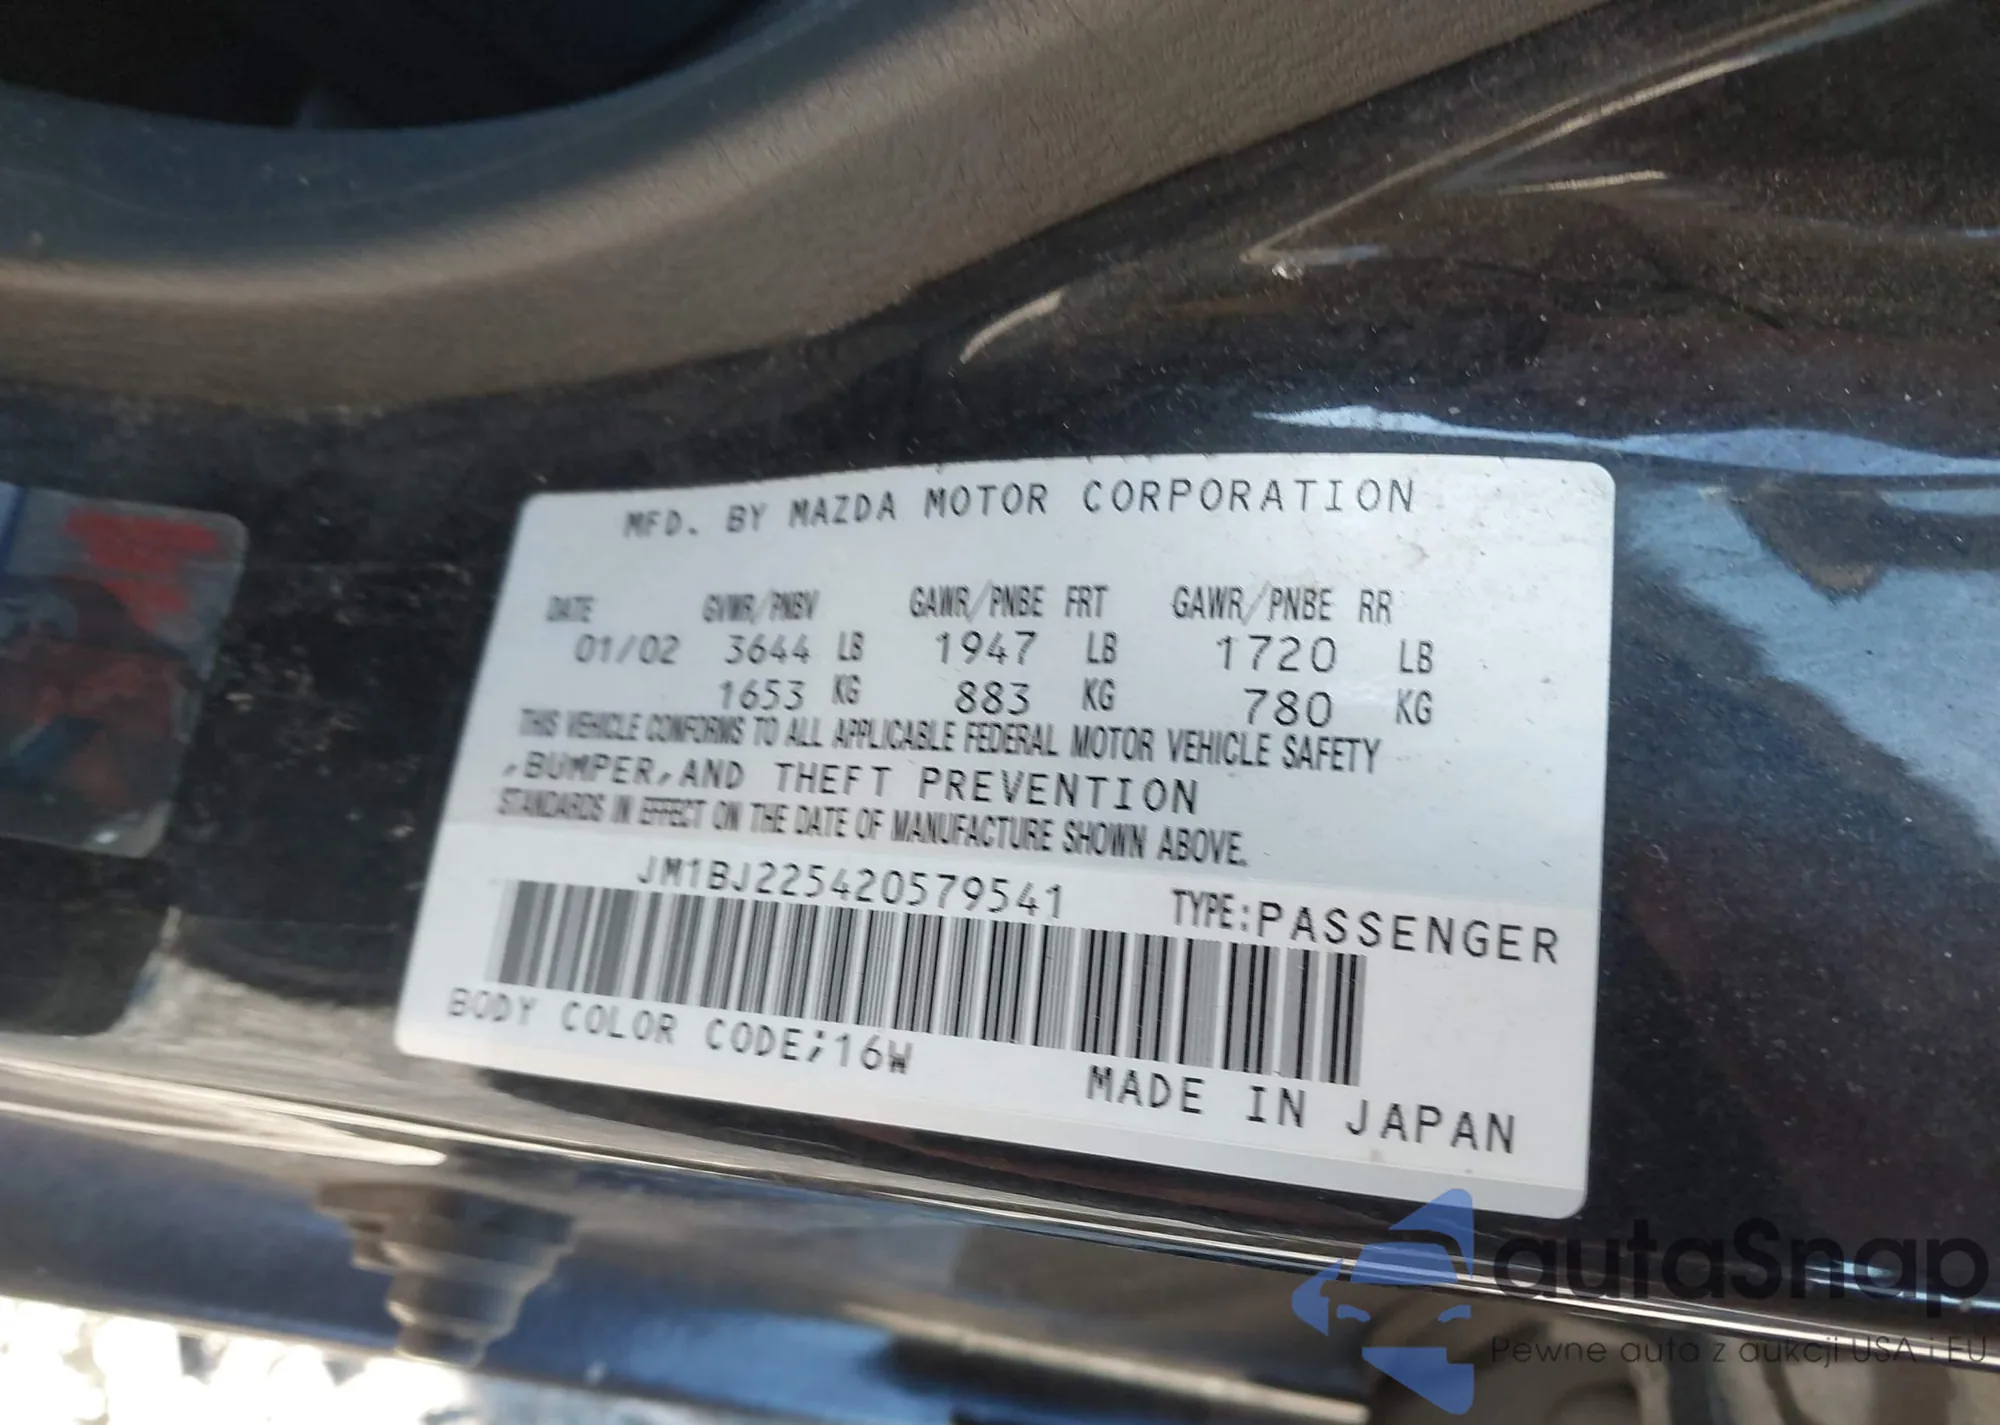 MFD. BY MAZDA MOTOR CORPORATION
DATE GVWR/PNBV GAWR/PNBE FRT GAWR/PNBE RR
01/02 3644 LB 1947 LB 1720 LB
1653 KG 883 KG 780 KG
THIS VEHICLE CONFORMS TO ALL APPLICABLE FEDERAL MOTOR VEHICLE SAFETY
,BUMPER,AND THEFT PREVENTION
STANDARDS IN EFFECT ON THE DATE OF MANUFACTURE SHOWN ABOVE.
JM1BJ225420579541 TYPE:PASSENGER
BODY COLOR CODE;16W
MADE IN JAPAN
autaSnap
Pewne auta z aukcji USA i EU